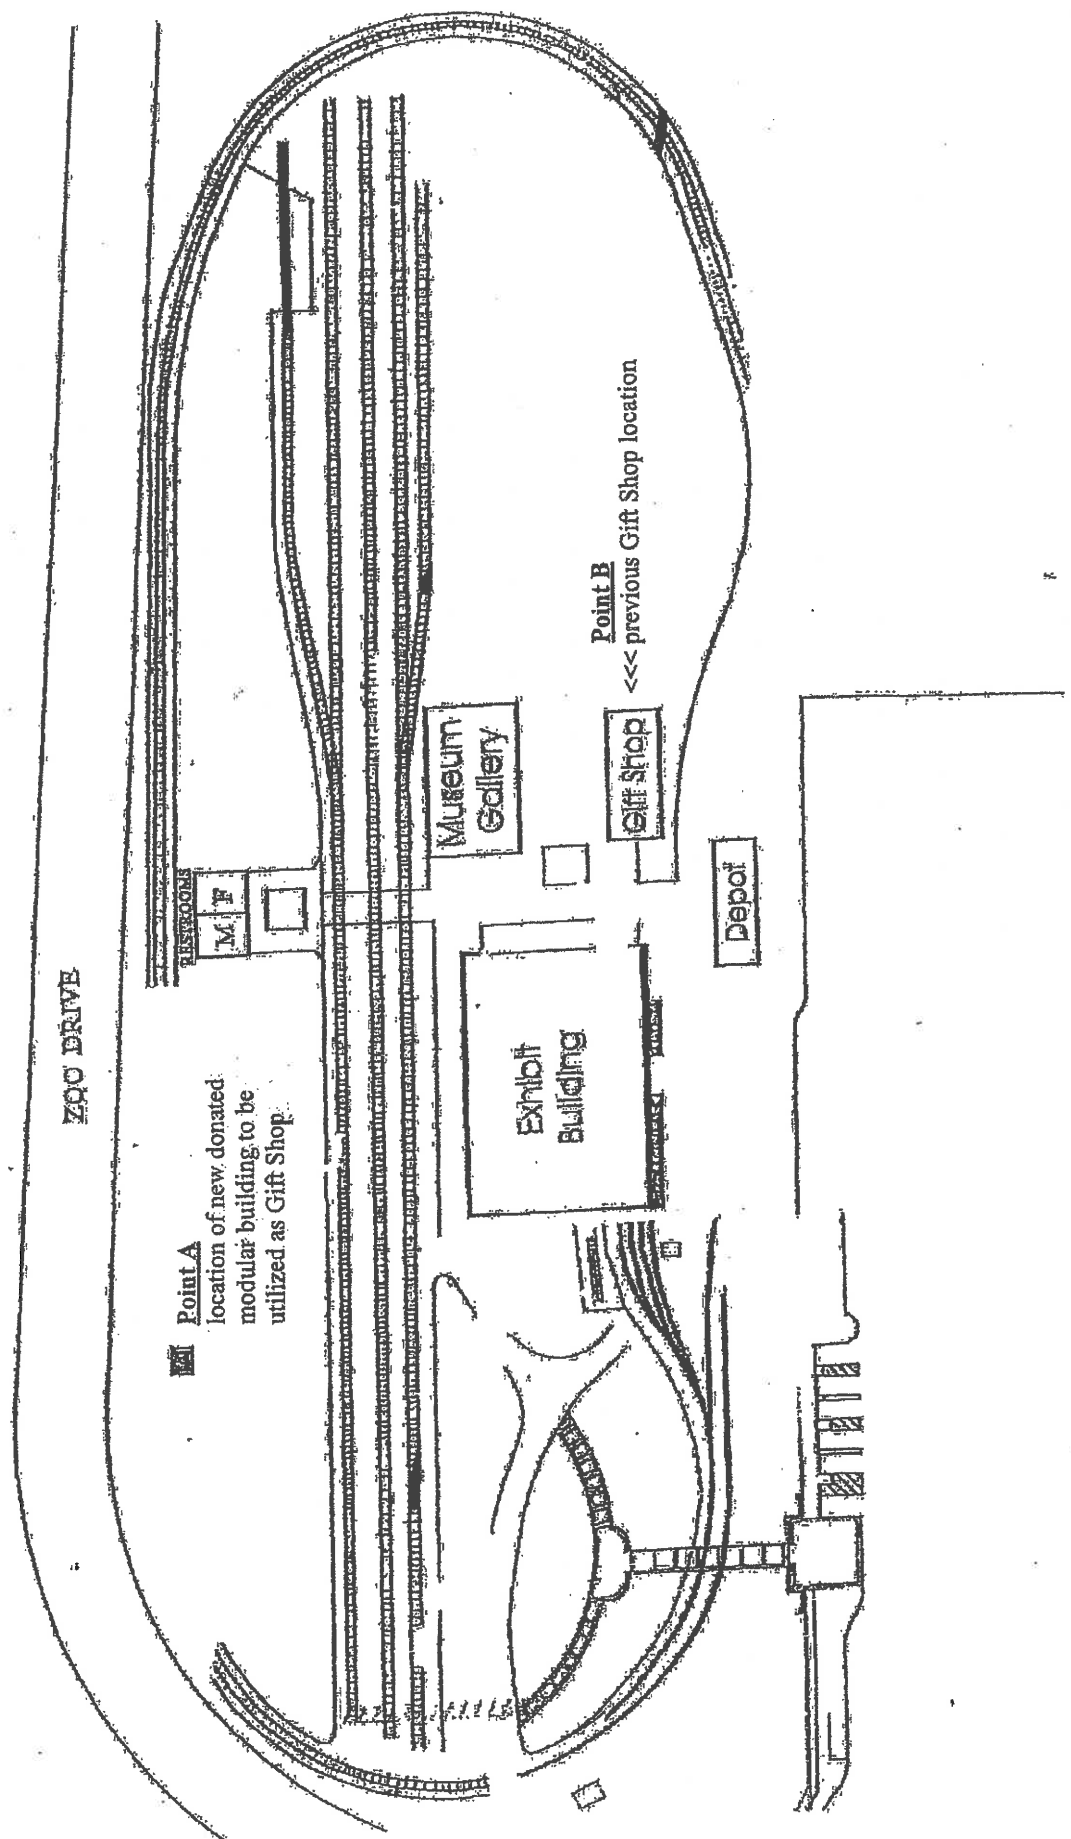 ZOO DRIVE
Point A
location of new donated
modular building to be
utilized as Gift Shop
RESTROOMS
M F
Museum
Gallery
Exhibit
Building
Point B
<<< previous Gift Shop location
Gift Shop
Depot